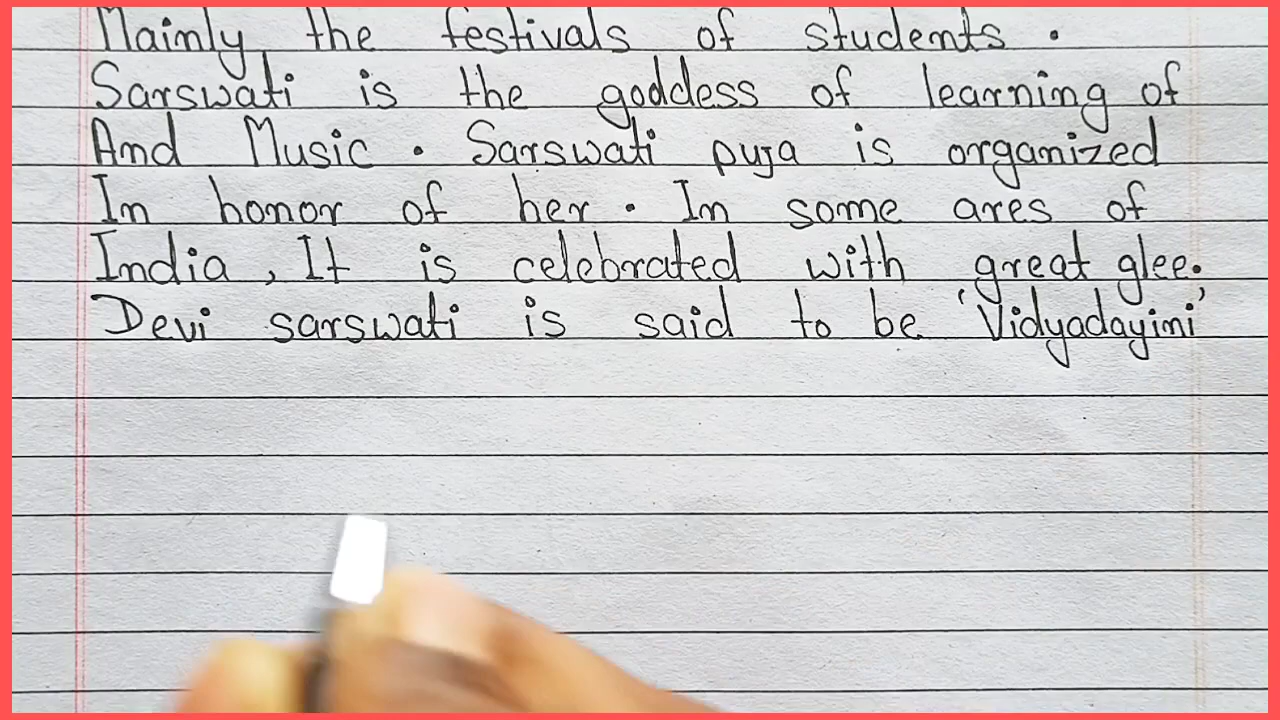 Mainly the festivals of students .
Sarswati is the goddess of learning of
And Music . Sarswati puja is organized
In honor of her . In some ares of
India , It is celebrated with great glee.
Devi sarswati is said to be 'Vidyadayini'